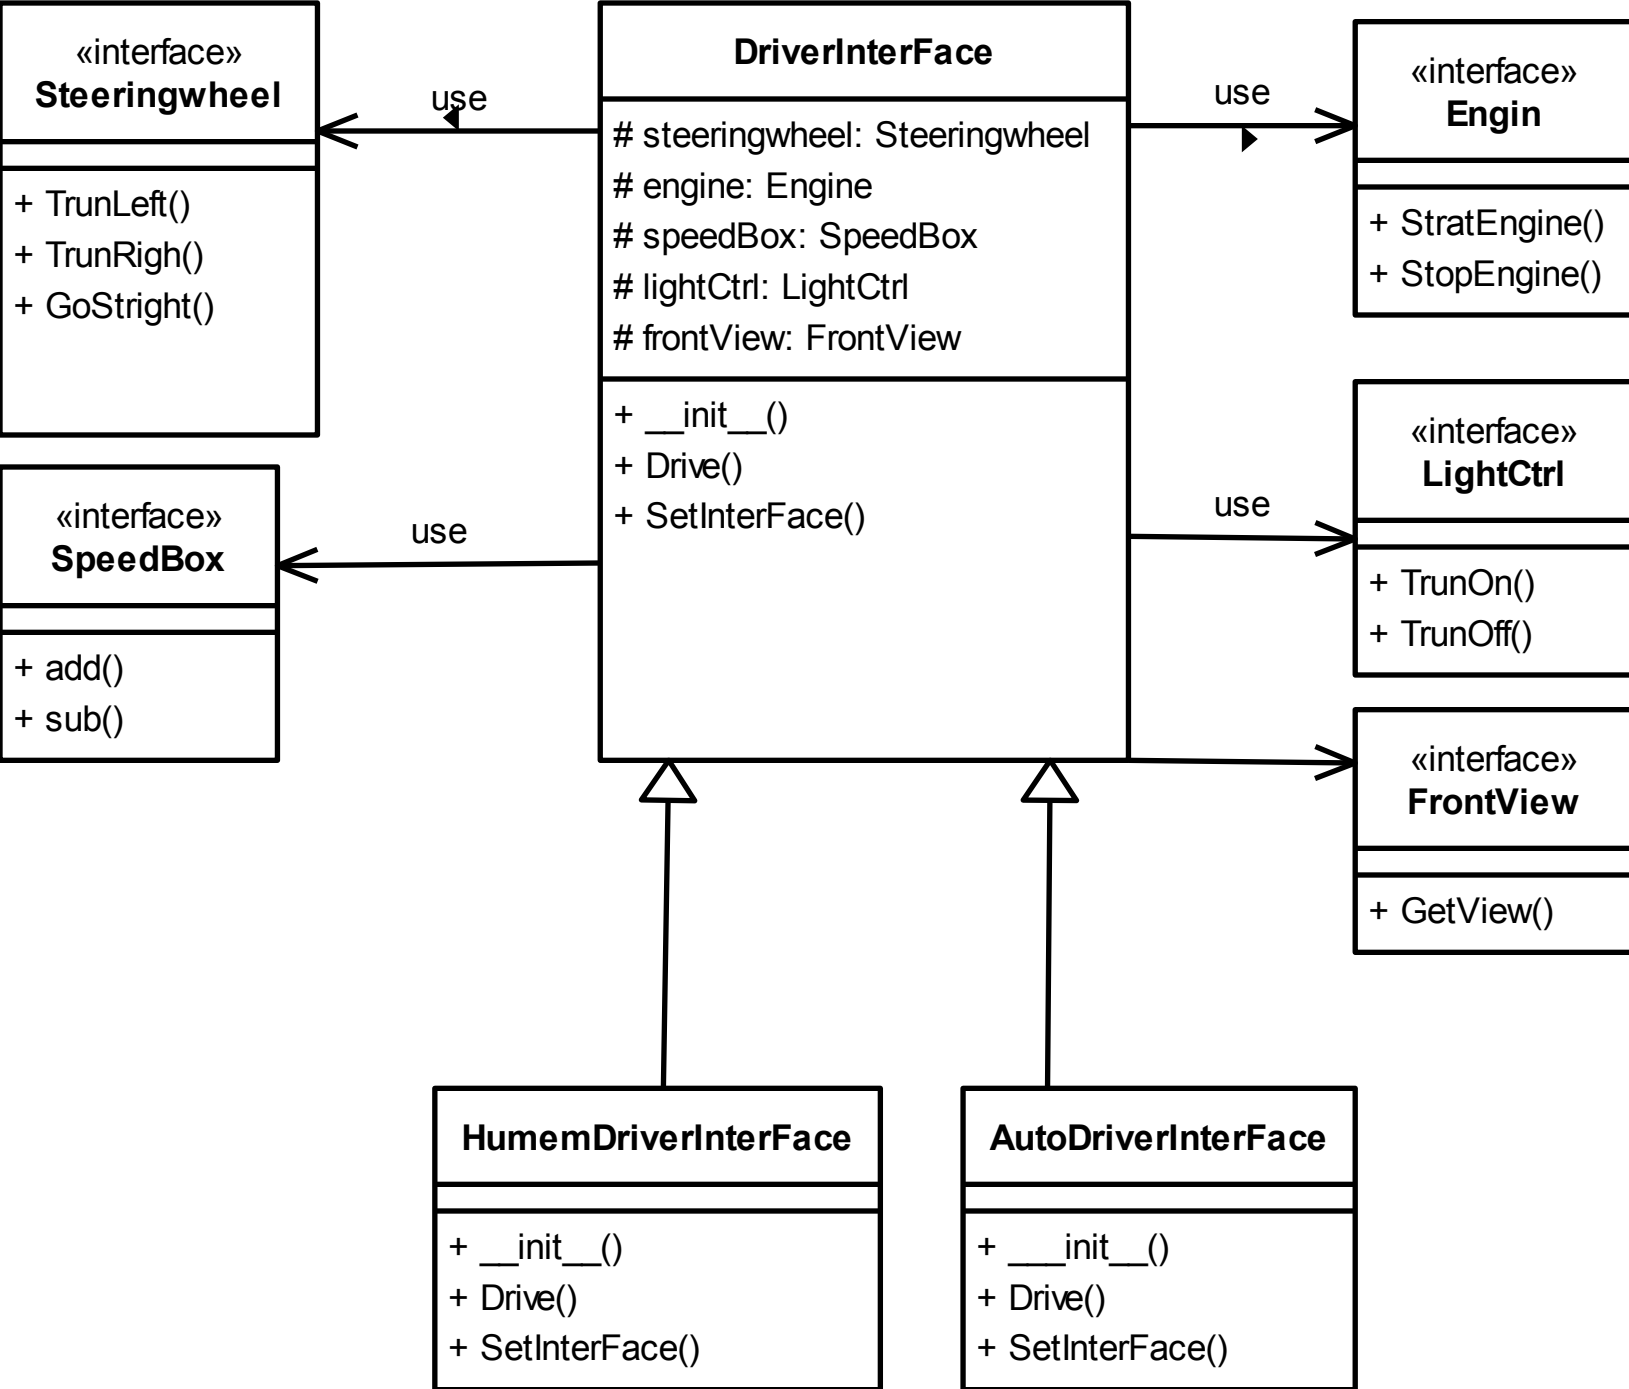 «interface»
Steeringwheel
+ TrunLeft()
+ TrunRigh()
+ GoStright()
use
DriverInterFace
# steeringwheel: Steeringwheel
# engine: Engine
# speedBox: SpeedBox
# lightCtrl: LightCtrl
# frontView: FrontView
+ __init__()
+ Drive()
+ SetInterFace()
use
«interface»
Engin
+ StratEngine()
+ StopEngine()
«interface»
SpeedBox
+ add()
+ sub()
use
use
«interface»
LightCtrl
+ TrunOn()
+ TrunOff()
«interface»
FrontView
+ GetView()
HumemDriverInterFace
+ __init__()
+ Drive()
+ SetInterFace()
AutoDriverInterFace
+ ___init__()
+ Drive()
+ SetInterFace()